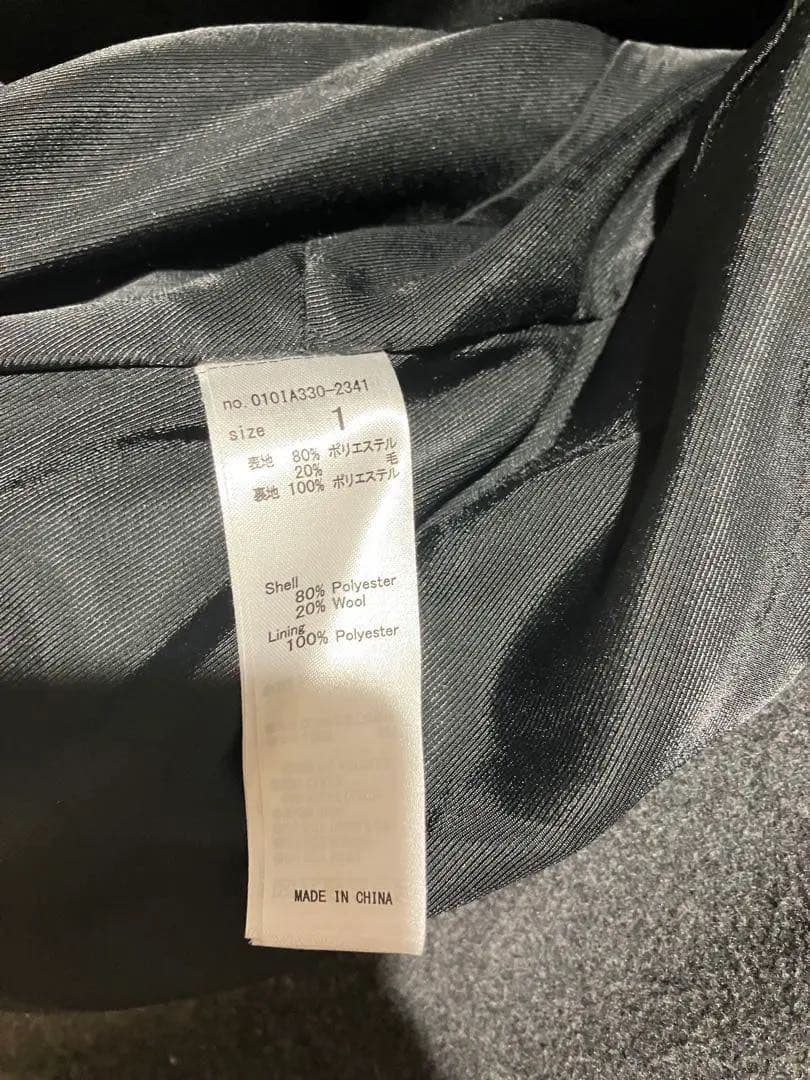 no.010IA330-2341
size 1
表地 80% ポリエステル
20% 毛
裏地 100% ポリエステル
Shell
80% Polyester
20% Wool
Lining
100% Polyester
MADE IN CHINA